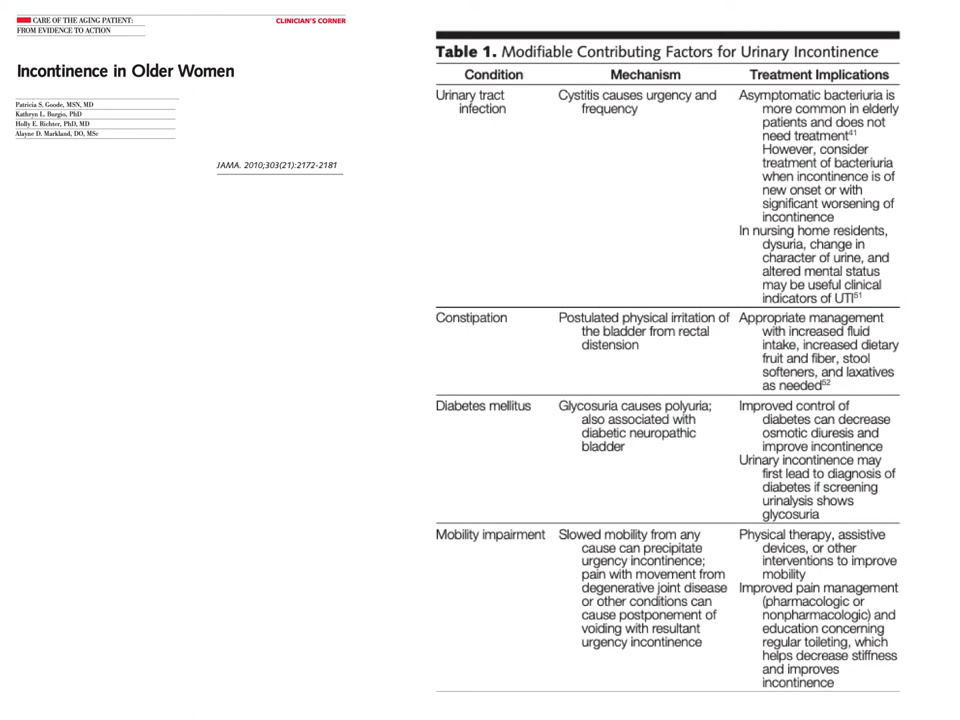 CARE OF THE AGING PATIENT:
FROM EVIDENCE TO ACTION
CLINICIAN'S CORNER
Incontinence in Older Women
Patricia S. Goode, MSN, MD
Kathryn L. Burgio, PhD
Holly E. Richter, PhD, MD
Alayne D. Markland, DO, MSc
JAMA. 2010;303(21):2172-2181
Table 1. Modifiable Contributing Factors for Urinary Incontinence
Condition
Mechanism
Treatment Implications
Urinary tract
infection
Cystitis causes urgency and
frequency
Asymptomatic bacteriuria is
more common in elderly
patients and does not
need treatment41
However, consider
treatment of bacteriuria
when incontinence is of
new onset or with
significant worsening of
incontinence
In nursing home residents,
dysuria, change in
character of urine, and
altered mental status
may be useful clinical
indicators of UTI51
Constipation
Postulated physical irritation of
the bladder from rectal
distension
Appropriate management
with increased fluid
intake, increased dietary
fruit and fiber, stool
softeners, and laxatives
as needed52
Diabetes mellitus
Glycosuria causes polyuria;
also associated with
diabetic neuropathic
bladder
Improved control of
diabetes can decrease
osmotic diuresis and
improve incontinence
Urinary incontinence may
first lead to diagnosis of
diabetes if screening
urinalysis shows
glycosuria
Mobility impairment
Slowed mobility from any
cause can precipitate
urgency incontinence;
pain with movement from
degenerative joint disease
or other conditions can
cause postponement of
voiding with resultant
urgency incontinence
Physical therapy, assistive
devices, or other
interventions to improve
mobility
Improved pain management
(pharmacologic or
nonpharmacologic) and
education concerning
regular toileting, which
helps decrease stiffness
and improves
incontinence